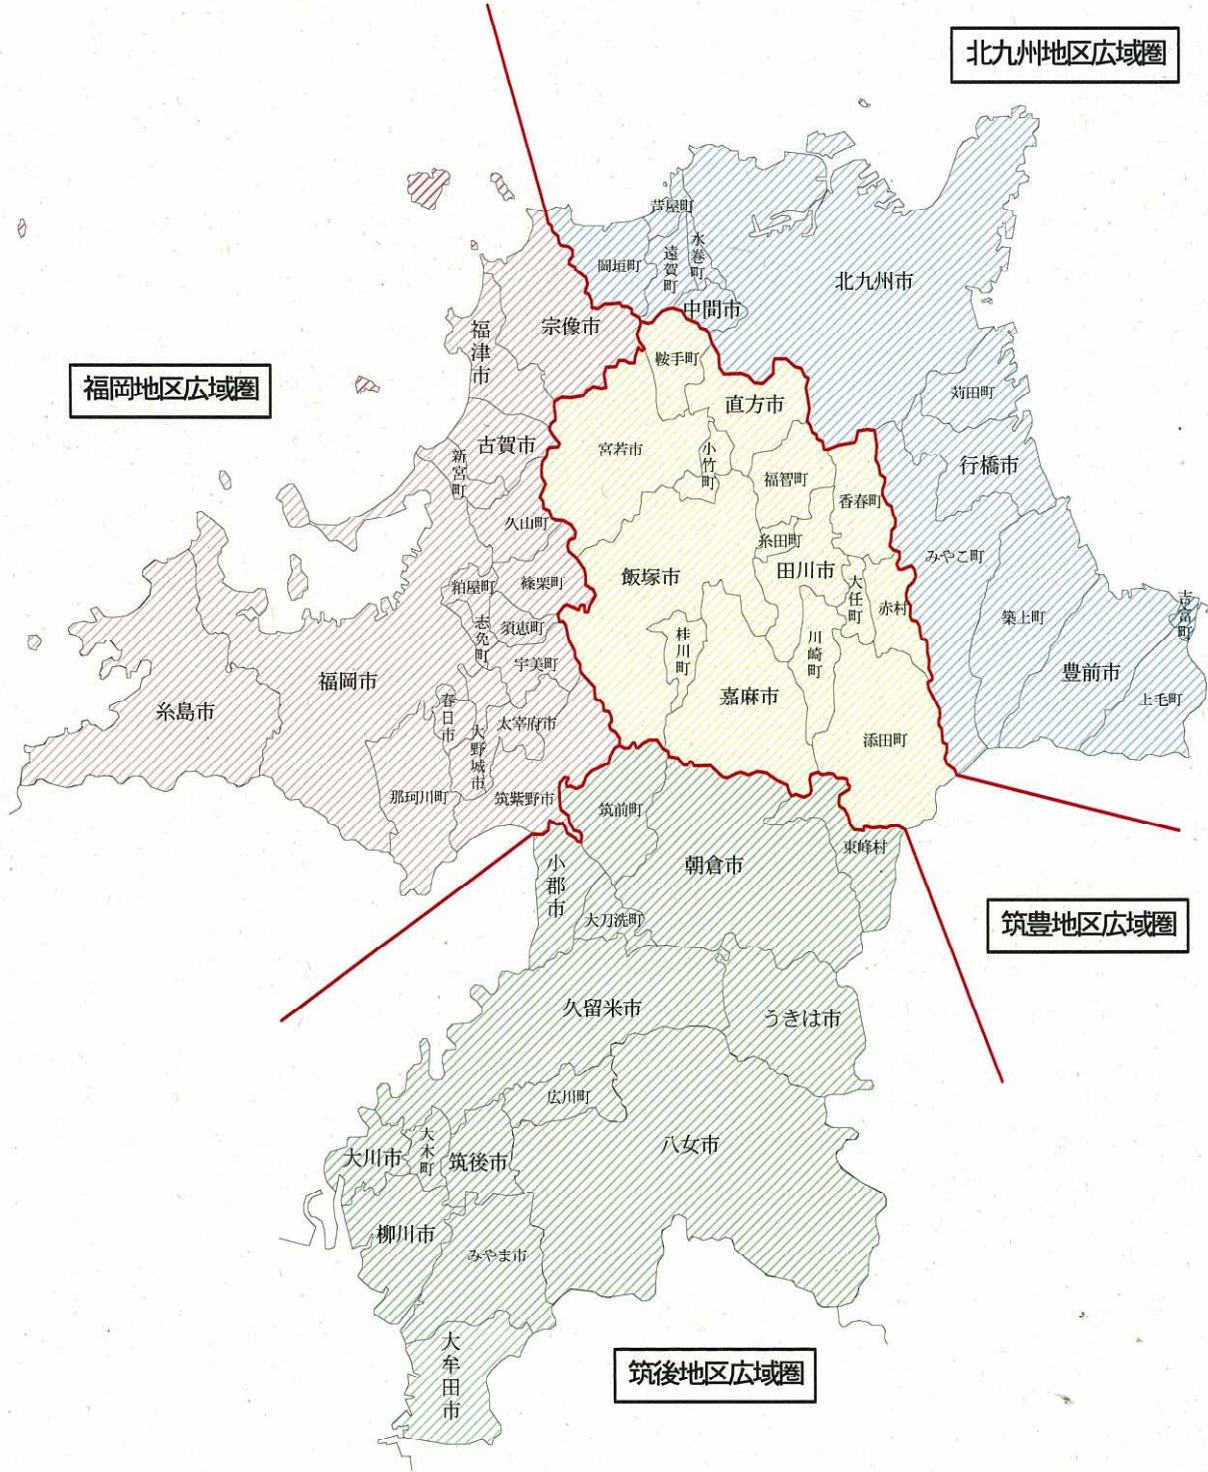 北九州地区広域圏
芦屋町
水巻町
岡垣町
遠賀町
北九州市
中間市
宗像市
福津市
鞍手町
福岡地区広域圏
苅田町
直方市
古賀市
宮若市
小竹町
行橋市
新宮町
福智町
香春町
久山町
糸田町
みやこ町
飯塚市
田川市
粕屋町
篠栗町
大任町
赤村
吉富町
志免町
須恵町
築上町
桂川町
川崎町
宇美町
豊前市
福岡市
嘉麻市
上毛町
糸島市
春日市
太宰府市
大野城市
添田町
那珂川町
筑紫野市
筑前町
小郡市
朝倉市
東峰村
大刀洗町
筑豊地区広域圏
久留米市
うきは市
広川町
八女市
大川市
大木町
筑後市
柳川市
みやま市
大牟田市
筑後地区広域圏